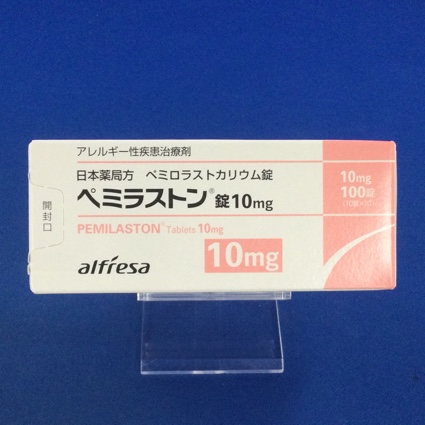 アレルギー性疾患治療剤
日本薬局方 ペミロラストカリウム錠
ペミラストン®錠10mg
PEMILASTON® Tablets 10mg
10mg
alfresa
開封口
10mg
100錠